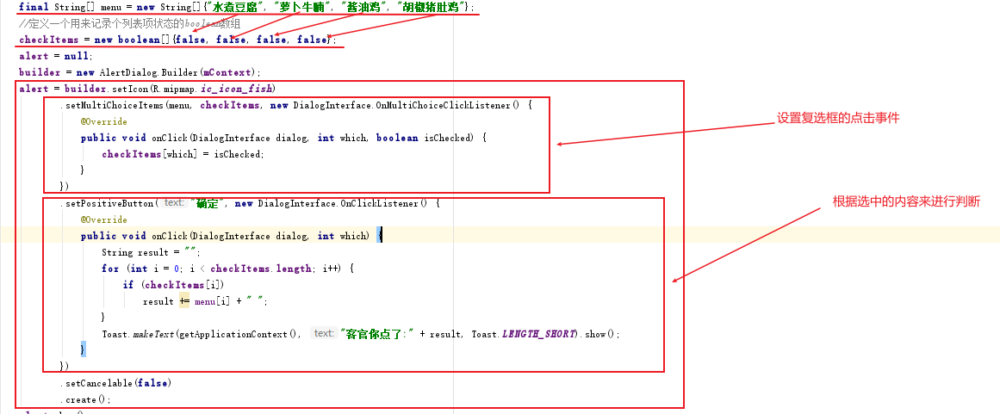 final String[] menu = new String[]{"水煮豆腐", "萝卜牛腩", "酱油鸡", "胡椒猪肚鸡"};
//定义一个用来记录个列表项状态的boolean数组
checkItems = new boolean[]{false, false, false, false};
alert = null;
builder = new AlertDialog.Builder(mContext);
alert = builder.setIcon(R.mipmap.ic_icon_fish)
.setMultiChoiceItems(menu, checkItems, new DialogInterface.OnMultiChoiceClickListener() {
@Override
设置复选框的点击事件
public void onClick(DialogInterface dialog, int which, boolean isChecked) {
checkItems[which] = isChecked;
}
})
.setPositiveButton( text: "确定", new DialogInterface.OnClickListener() {
根据选中的内容来进行判断
@Override
public void onClick(DialogInterface dialog, int which) {
String result = "";
for (int i = 0; i < checkItems.length; i++) {
if (checkItems[i])
result += menu[i] + " ";
}
Toast.makeText(getApplicationContext(), text: "客官你点了:" + result, Toast.LENGTH_SHORT).show();
}
})
.setCancelable(false)
.create();